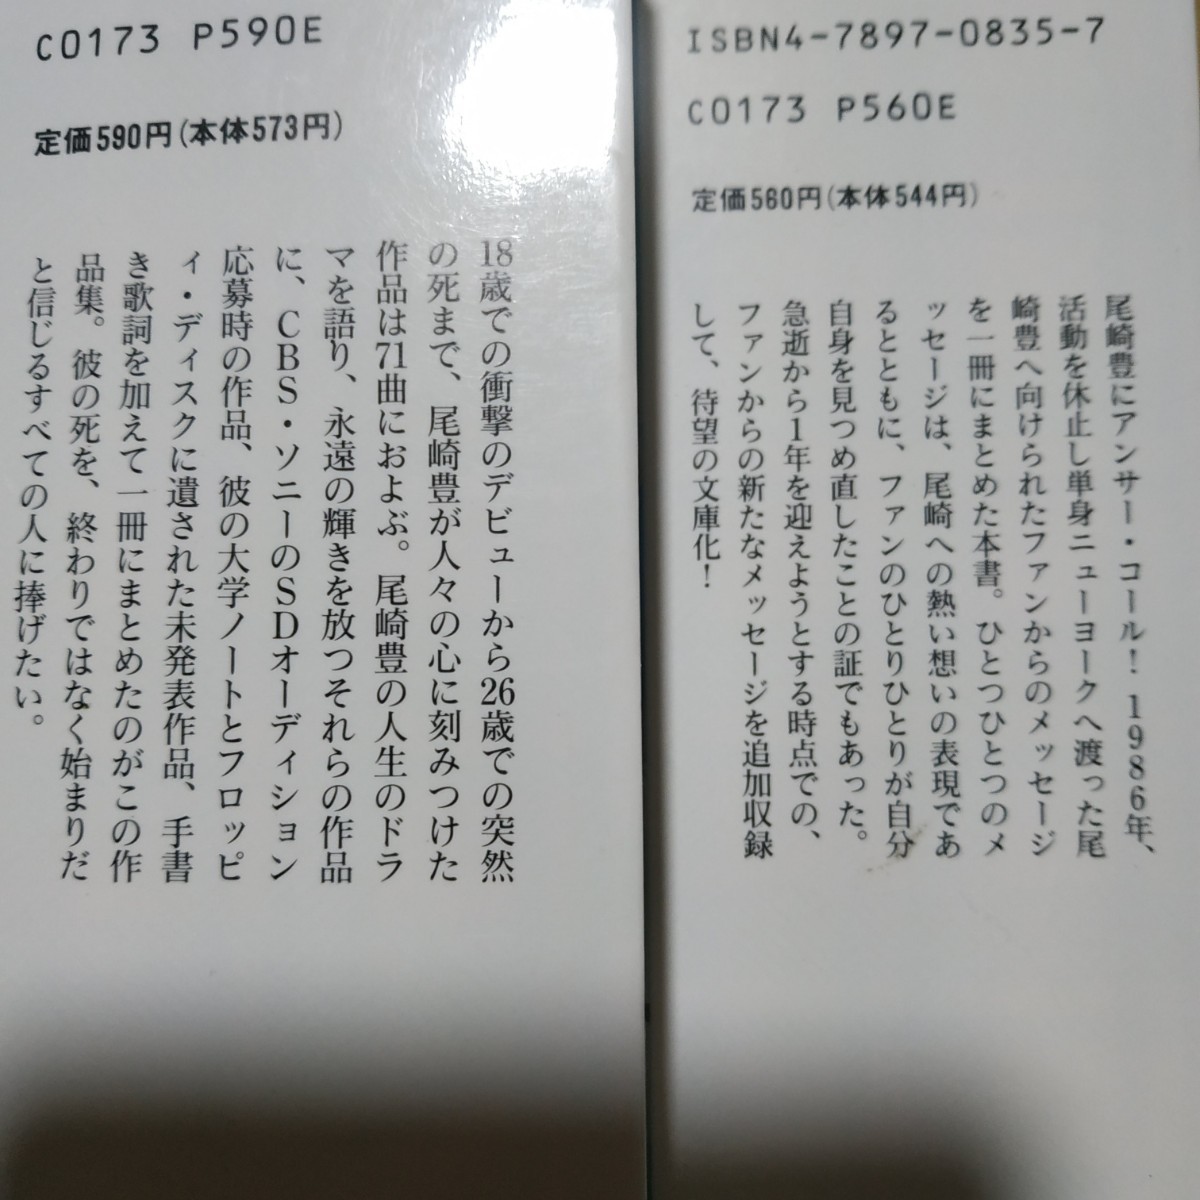 C0173 P590E
定価590円(本体573円)
18歳での衝撃のデビューから26歳での突然
の死まで、尾崎豊が人々の心に刻みつけた
作品は71曲におよぶ。尾崎豊の人生のドラ
マを語り、永遠の輝きを放つそれらの作品
に、CBS・ソニーのSDオーディション
応募時の作品、彼の大学ノートとフロッピ
ィ・ディスクに遺された未発表作品、手書
き歌詞を加えて一冊にまとめたのがこの作
品集。彼の死を、終わりではなく始まりだ
と信じるすべての人に捧げたい。
ISBN4-7897-0835-7
C0173 P560E
定価560円(本体544円)
尾崎豊にアンサー・コール！1986年、
活動を休止し単身ニューヨークへ渡った尾
崎豊へ向けられたファンからのメッセージ
を一冊にまとめた本書。ひとつひとつのメ
ッセージは、尾崎への熱い想いの表現であ
るとともに、ファンのひとりひとりが自分
自身を見つめ直したことの証でもあった。
急逝から1年を迎えようとする時点での、
ファンからの新たなメッセージを追加収録
して、待望の文庫化！